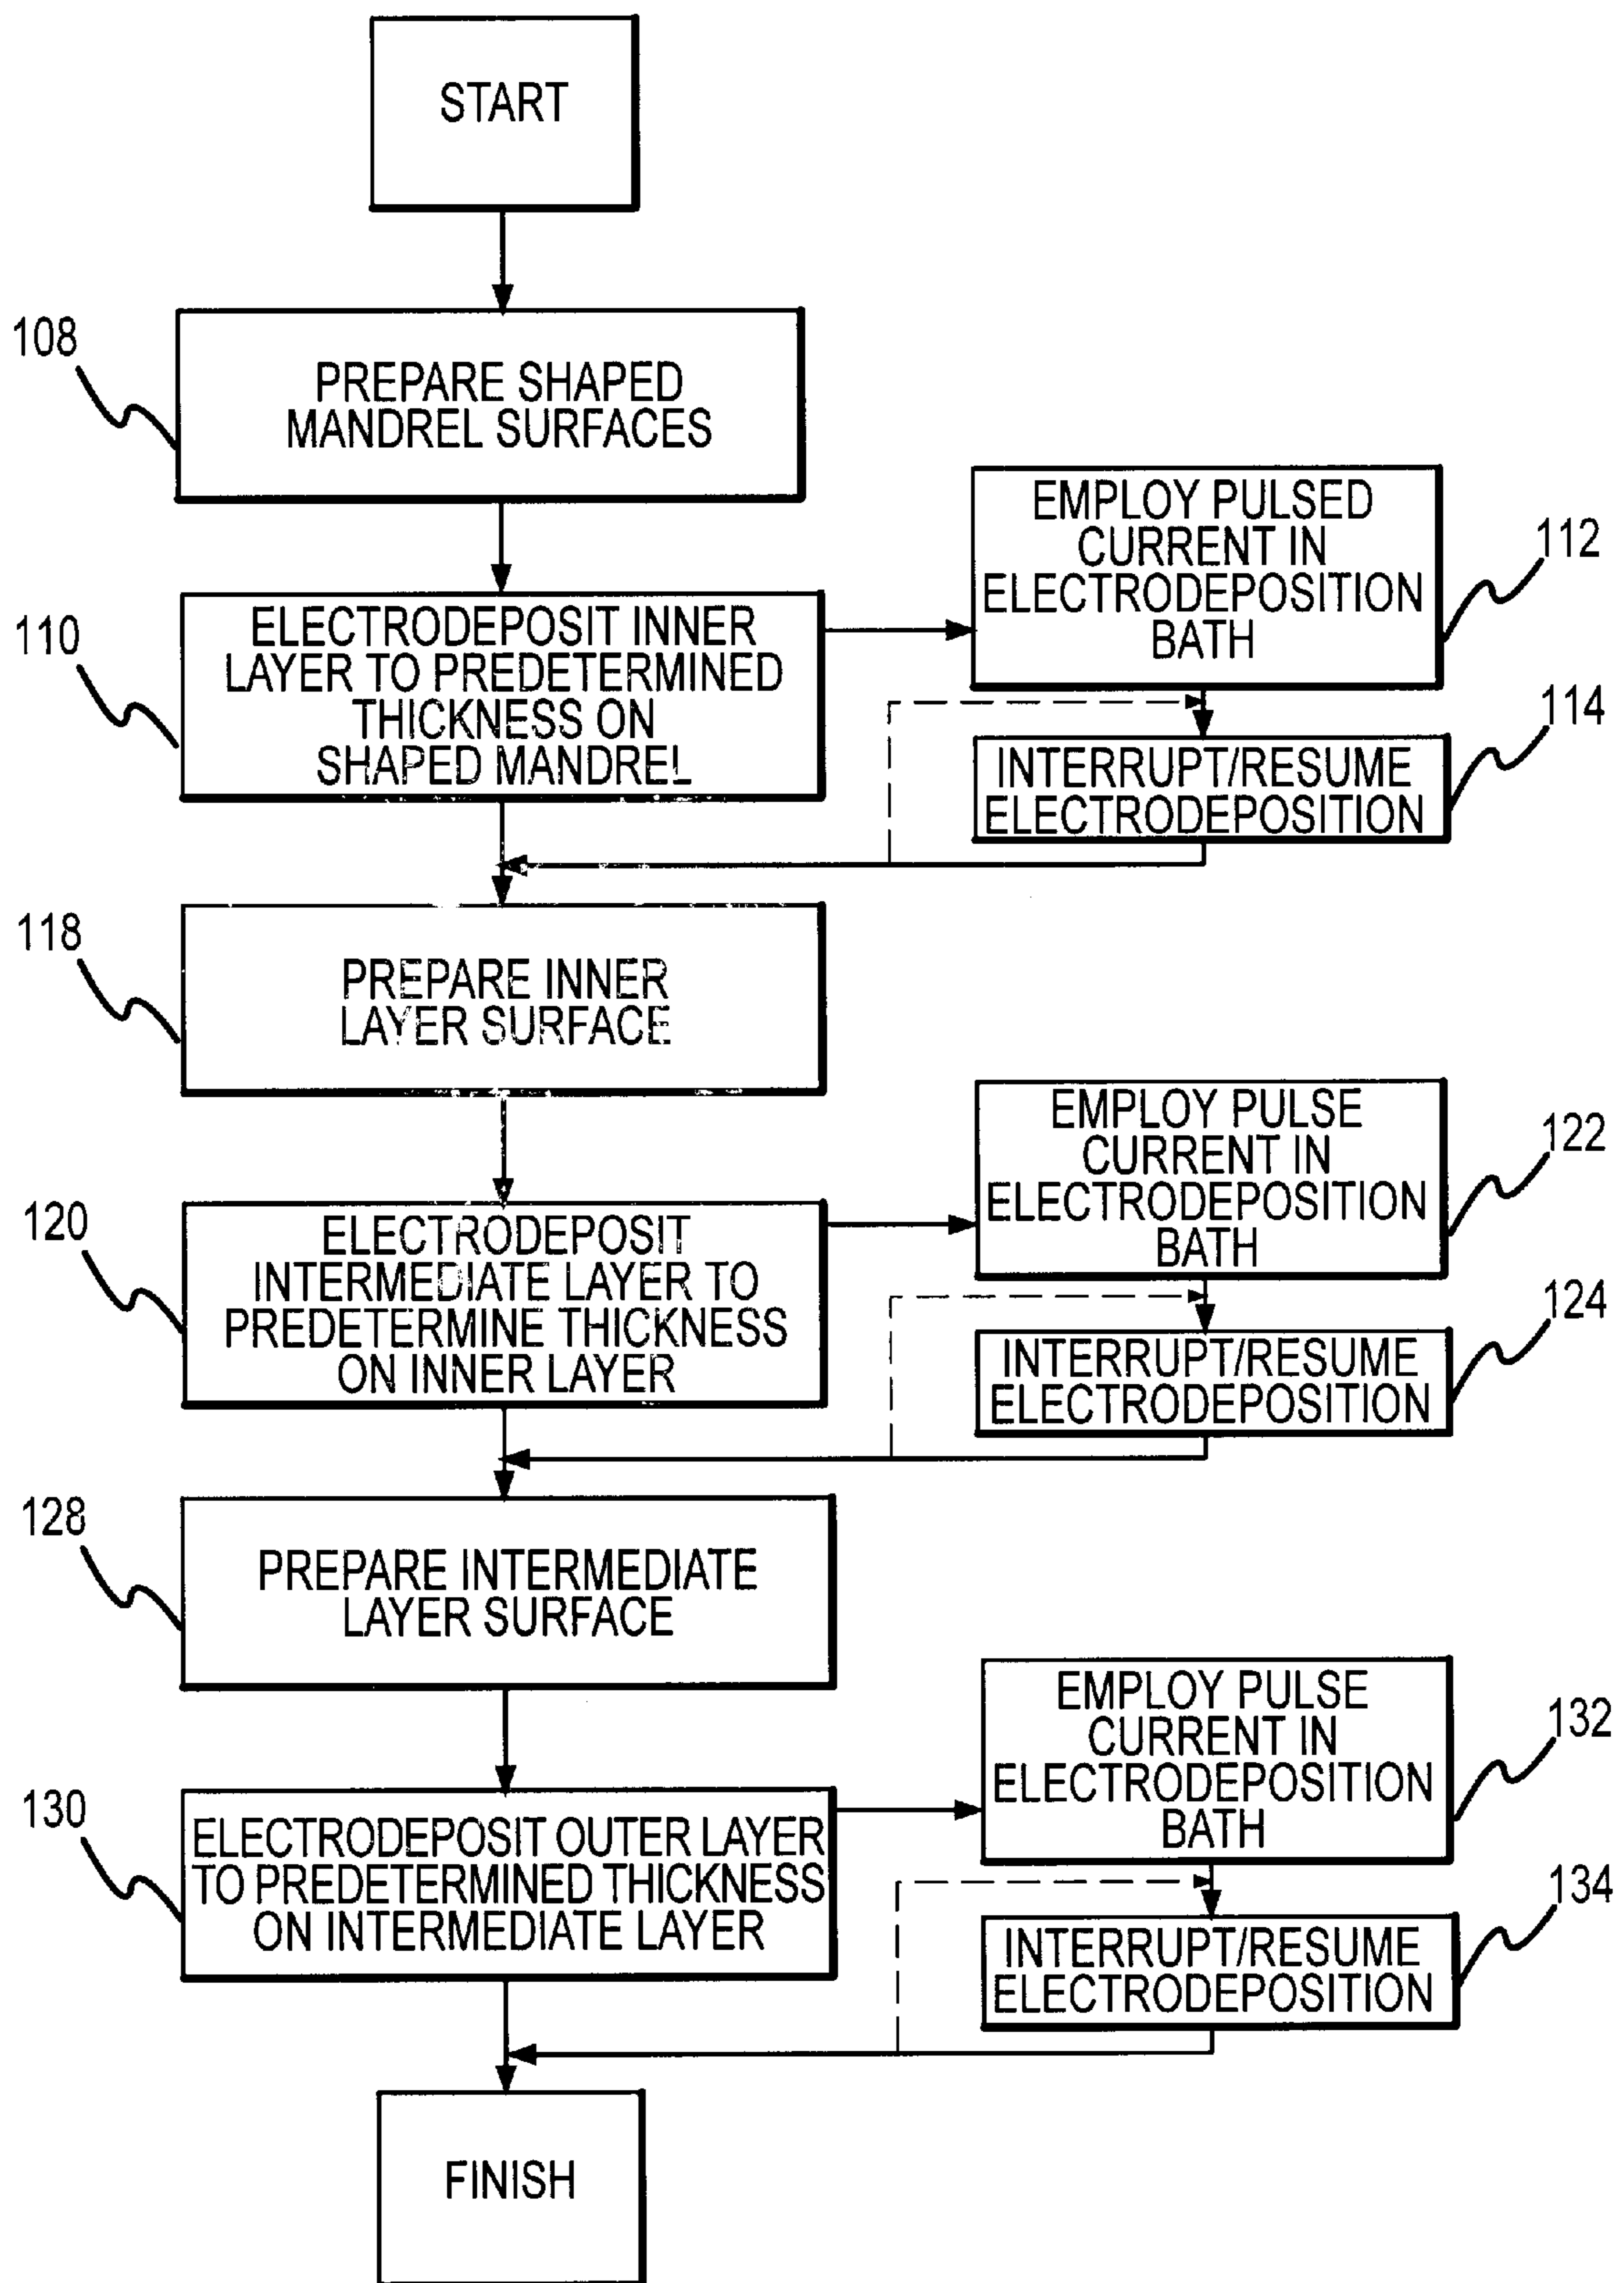 START
108
PREPARE SHAPED
MANDREL SURFACES
110
ELECTRODEPOSIT INNER
LAYER TO PREDETERMINED
THICKNESS ON
SHAPED MANDREL
EMPLOY PULSED
CURRENT IN
ELECTRODEPOSITION
BATH
112
INTERRUPT/RESUME
ELECTRODEPOSITION
114
118
PREPARE INNER
LAYER SURFACE
120
ELECTRODEPOSIT
INTERMEDIATE LAYER TO
PREDETERMINE THICKNESS
ON INNER LAYER
EMPLOY PULSE
CURRENT IN
ELECTRODEPOSITION
BATH
122
INTERRUPT/RESUME
ELECTRODEPOSITION
124
128
PREPARE INTERMEDIATE
LAYER SURFACE
130
ELECTRODEPOSIT OUTER LAYER
TO PREDETERMINED THICKNESS
ON INTERMEDIATE LAYER
EMPLOY PULSE
CURRENT IN
ELECTRODEPOSITION
BATH
132
INTERRUPT/RESUME
ELECTRODEPOSITION
134
FINISH